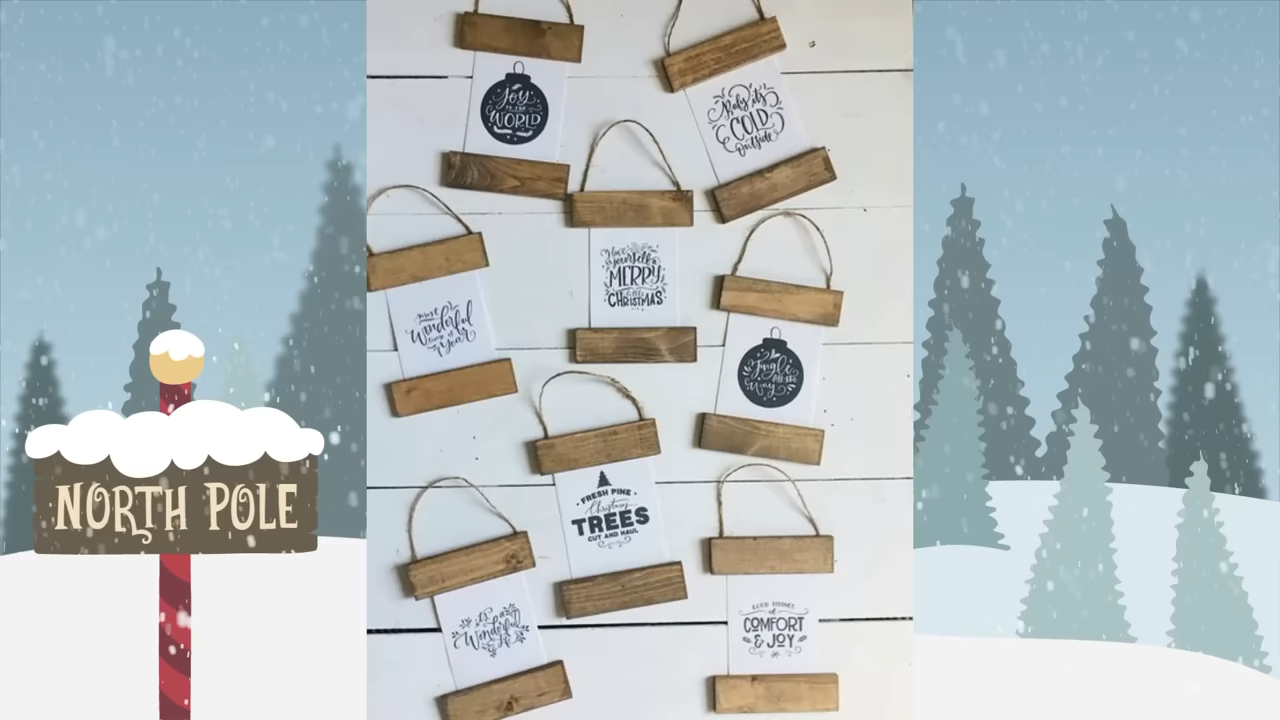 Joy
TO THE
WORLD
Baby it's
COLD
Outside
Have
yourself a
MERRY
little
CHRISTMAS
most
Wonderful
time of
Year
Jingle
All the
Way
FRESH PINE
Christmas
TREES
CUT AND HAUL
it's a
Wonderful
life
GOOD TIDINGS
of
COMFORT
& JOY
NORTH POLE